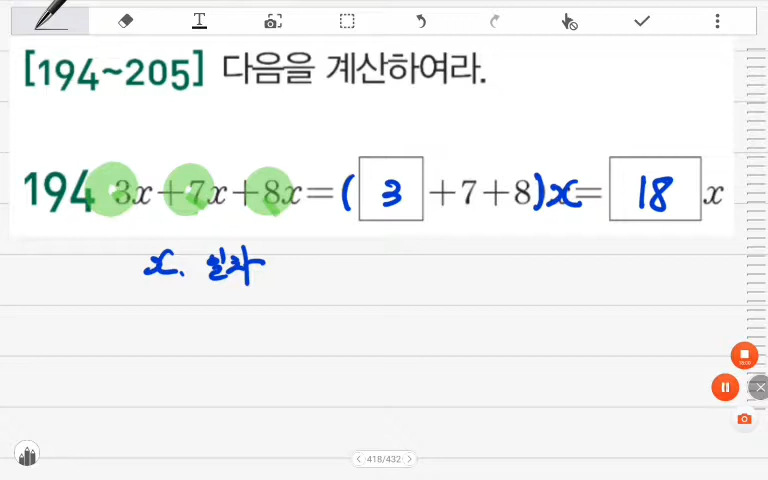 [194~205] 다음을 계산하여라.
194 3x+7x+8x=( 3 +7+8)x= 18 x
x. 일차
418/432